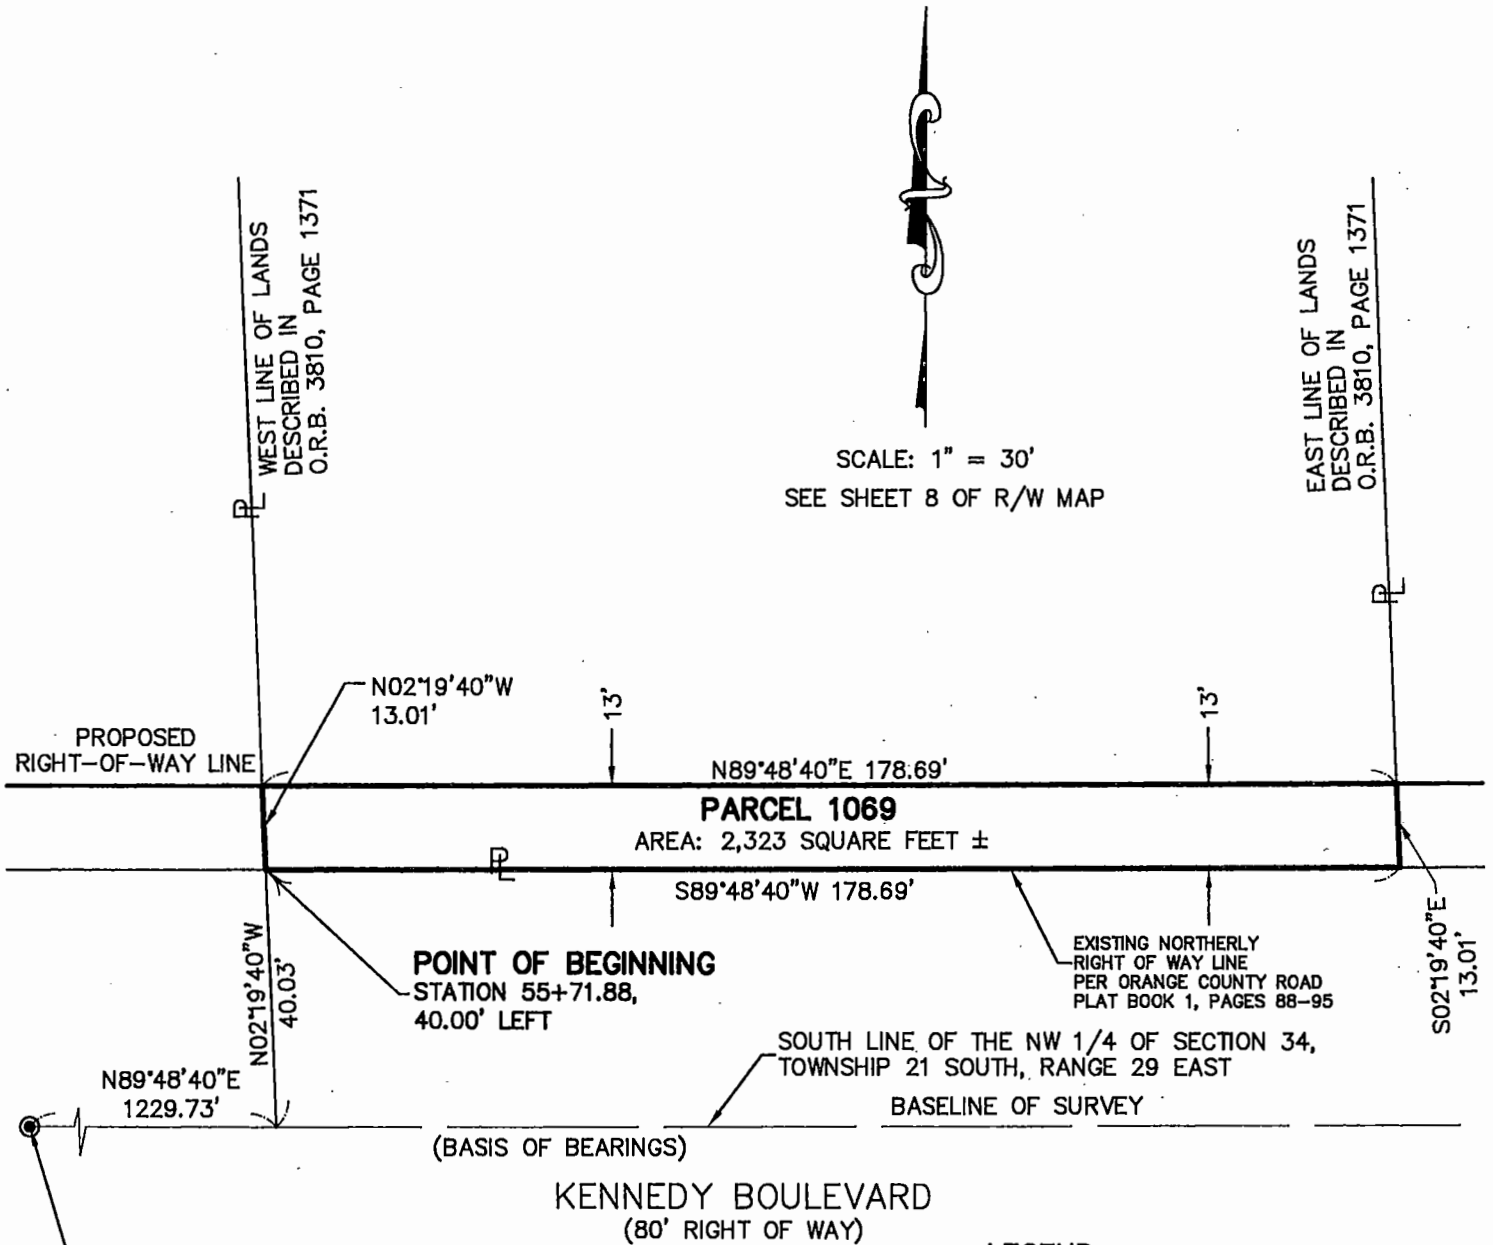 WEST LINE OF LANDS
DESCRIBED IN
O.R.B. 3810, PAGE 1371
EAST LINE OF LANDS
DESCRIBED IN
O.R.B. 3810, PAGE 1371
SCALE: 1" = 30'
SEE SHEET 8 OF R/W MAP
PL
PL
N02°19'40"W
13.01'
13'
13'
PROPOSED
RIGHT-OF-WAY LINE
N89°48'40"E 178.69'
PARCEL 1069
AREA: 2,323 SQUARE FEET ±
PL
S89°48'40"W 178.69'
N02°19'40"W
40.03'
POINT OF BEGINNING
STATION 55+71.88,
40.00' LEFT
EXISTING NORTHERLY
RIGHT OF WAY LINE
PER ORANGE COUNTY ROAD
PLAT BOOK 1, PAGES 88-95
S02°19'40"E
13.01'
SOUTH LINE OF THE NW 1/4 OF SECTION 34,
TOWNSHIP 21 SOUTH, RANGE 29 EAST
N89°48'40"E
1229.73'
BASELINE OF SURVEY
(BASIS OF BEARINGS)
KENNEDY BOULEVARD
(80' RIGHT OF WAY)